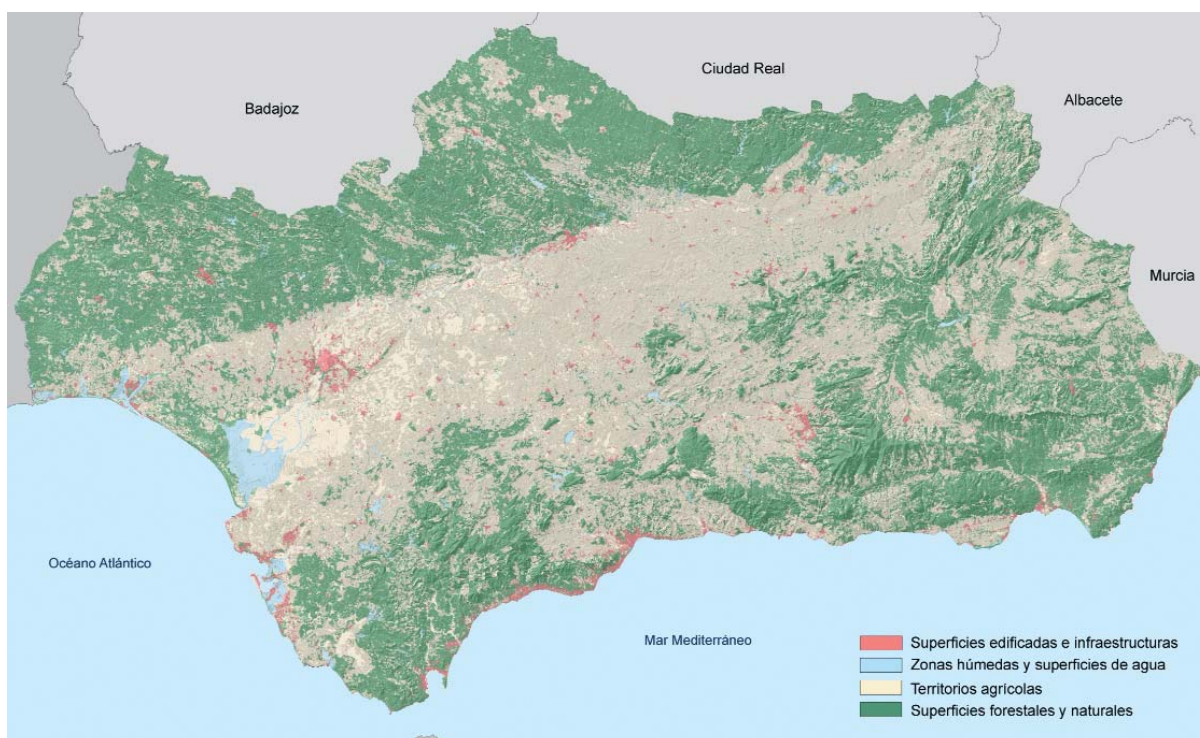 Ciudad Real
Badajoz
Albacete
Murcia
Océano Atlántico
Mar Mediterráneo
Superficies edificadas e infraestructuras
Zonas húmedas y superficies de agua
Territorios agrícolas
Superficies forestales y naturales